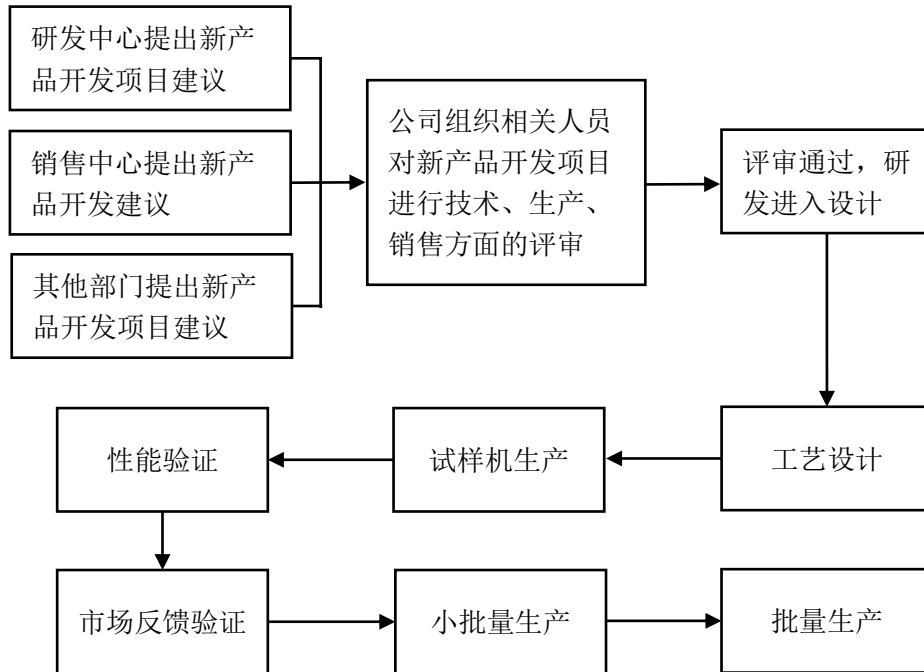 研发中心提出新产
品开发项目建议
销售中心提出新产
品开发建议
其他部门提出新产
品开发项目建议
公司组织相关人员
对新产品开发项目
进行技术、生产、
销售方面的评审
评审通过，研
发进入设计
工艺设计
试样机生产
性能验证
市场反馈验证
小批量生产
批量生产